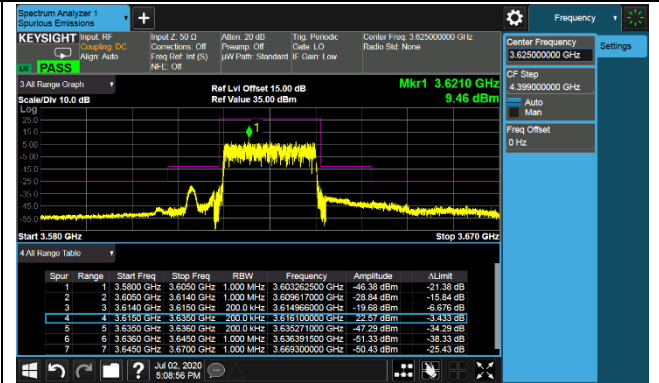 Spectrum Analyzer 1
Spurious Emissions
+
Frequency
KEYSIGHT
Input: RF
Coupling: DC
Align: Auto
Input Z: 50 Ω
Corrections: Off
Freq Ref: Int (S)
NFE: Off
Atten: 20 dB
Preamp: Off
µW Path: Standard
Trig: Periodic
Gate: LO
IF Gain: Low
Center Freq: 3.625000000 GHz
Radio Std: None
LXI
PASS
Center Frequency
3.625000000 GHz
Settings
CF Step
4.399000000 GHz
Auto
Man
Freq Offset
0 Hz
3 All Range Graph
Scale/Div 10.0 dB
Log
Ref Lvl Offset 15.00 dB
Ref Value 35.00 dBm
Mkr1 3.6210 GHz
9.46 dBm
25.0
15.0
5.00
-5.00
-15.0
-25.0
-35.0
-45.0
-55.0
1
Start 3.580 GHz
Stop 3.670 GHz
4 All Range Table
Spur Range Start Freq Stop Freq RBW Frequency Amplitude ΔLimit
1 1 3.5800 GHz 3.6050 GHz 1.000 MHz 3.603262500 GHz -46.38 dBm -21.38 dB
2 2 3.6050 GHz 3.6140 GHz 1.000 MHz 3.609617000 GHz -28.84 dBm -15.84 dB
3 3 3.6140 GHz 3.6150 GHz 200.0 kHz 3.614966000 GHz -19.68 dBm -6.676 dB
4 4 3.6150 GHz 3.6350 GHz 200.0 kHz 3.616100000 GHz 22.57 dBm -3.433 dB
5 5 3.6350 GHz 3.6360 GHz 200.0 kHz 3.635271000 GHz -47.29 dBm -34.29 dB
6 6 3.6360 GHz 3.6450 GHz 1.000 MHz 3.636391500 GHz -51.33 dBm -38.33 dB
7 7 3.6450 GHz 3.6700 GHz 1.000 MHz 3.669300000 GHz -50.43 dBm -25.43 dB
?
Jul 02, 2020
5:08:56 PM